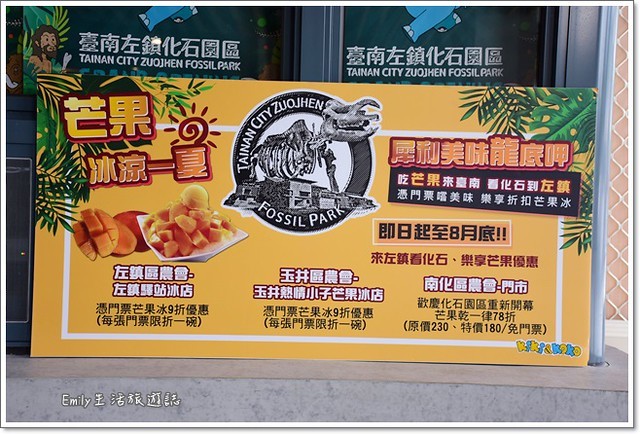 臺南左鎮化石園區
TAINAN CITY ZUOJHEN FOSSIL PARK
臺南左鎮化石園區
TAINAN CITY ZUOJHEN FOSSIL PARK
芒果
冰涼一夏
TAINAN CITY ZUOJHEN
FOSSIL PARK
犀利美味龍底呷
吃芒果來臺南 看化石到左鎮
憑門票嚐美味 樂享折扣芒果冰
即日起至8月底!!
來左鎮看化石、樂享芒果優惠
左鎮區農會-
左鎮驛站冰店
憑門票芒果冰9折優惠
(每張門票限折一碗)
玉井區農會-
玉井熱情小子芒果冰店
憑門票芒果冰9折優惠
(每張門票限折一碗)
南化區農會-門市
歡慶化石園區重新開幕
芒果乾一律78折
(原價230、特價180/免門票)
KiKi&KoKo
Emily生活旅遊誌